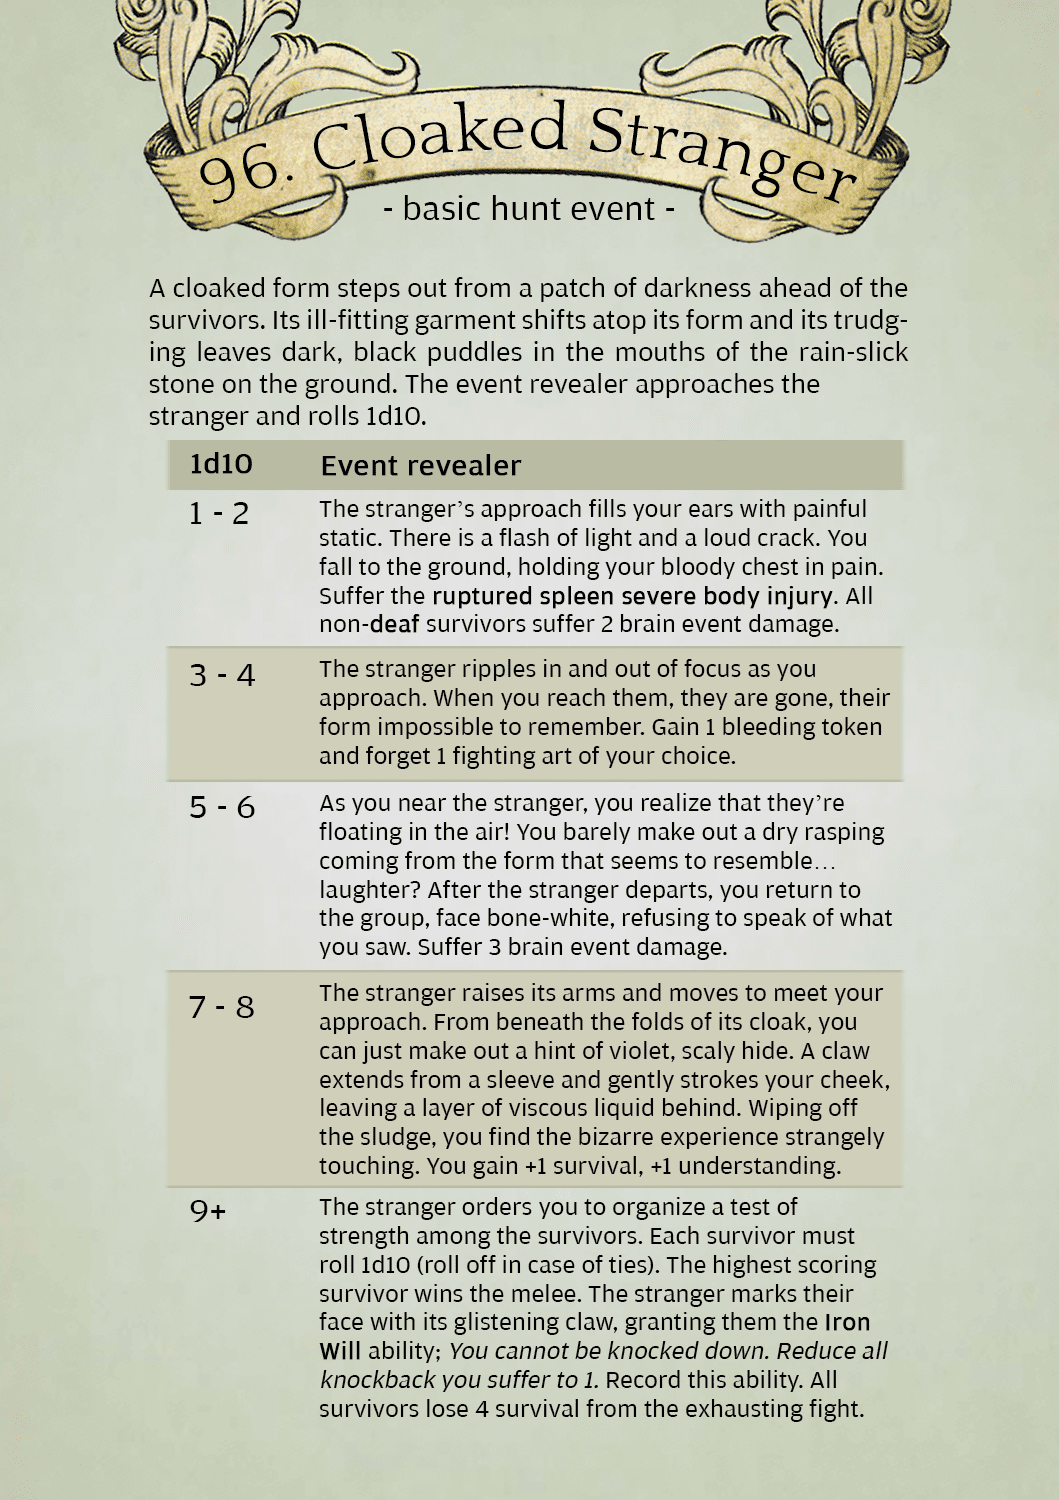 96. Cloaked Stranger
- basic hunt event -
A cloaked form steps out from a patch of darkness ahead of the
survivors. Its ill-fitting garment shifts atop its form and its trudg-
ing leaves dark, black puddles in the mouths of the rain-slick
stone on the ground. The event revealer approaches the
stranger and rolls 1d10.
1d10 Event revealer
1 - 2
The stranger’s approach fills your ears with painful
static. There is a flash of light and a loud crack. You
fall to the ground, holding your bloody chest in pain.
Suffer the ruptured spleen severe body injury. All
non-deaf survivors suffer 2 brain event damage.
3 - 4
The stranger ripples in and out of focus as you
approach. When you reach them, they are gone, their
form impossible to remember. Gain 1 bleeding token
and forget 1 fighting art of your choice.
5 - 6
As you near the stranger, you realize that they’re
floating in the air! You barely make out a dry rasping
coming from the form that seems to resemble…
laughter? After the stranger departs, you return to
the group, face bone-white, refusing to speak of what
you saw. Suffer 3 brain event damage.
7 - 8
The stranger raises its arms and moves to meet your
approach. From beneath the folds of its cloak, you
can just make out a hint of violet, scaly hide. A claw
extends from a sleeve and gently strokes your cheek,
leaving a layer of viscous liquid behind. Wiping off
the sludge, you find the bizarre experience strangely
touching. You gain +1 survival, +1 understanding.
9+
The stranger orders you to organize a test of
strength among the survivors. Each survivor must
roll 1d10 (roll off in case of ties). The highest scoring
survivor wins the melee. The stranger marks their
face with its glistening claw, granting them the Iron
Will ability; You cannot be knocked down. Reduce all
knockback you suffer to 1. Record this ability. All
survivors lose 4 survival from the exhausting fight.